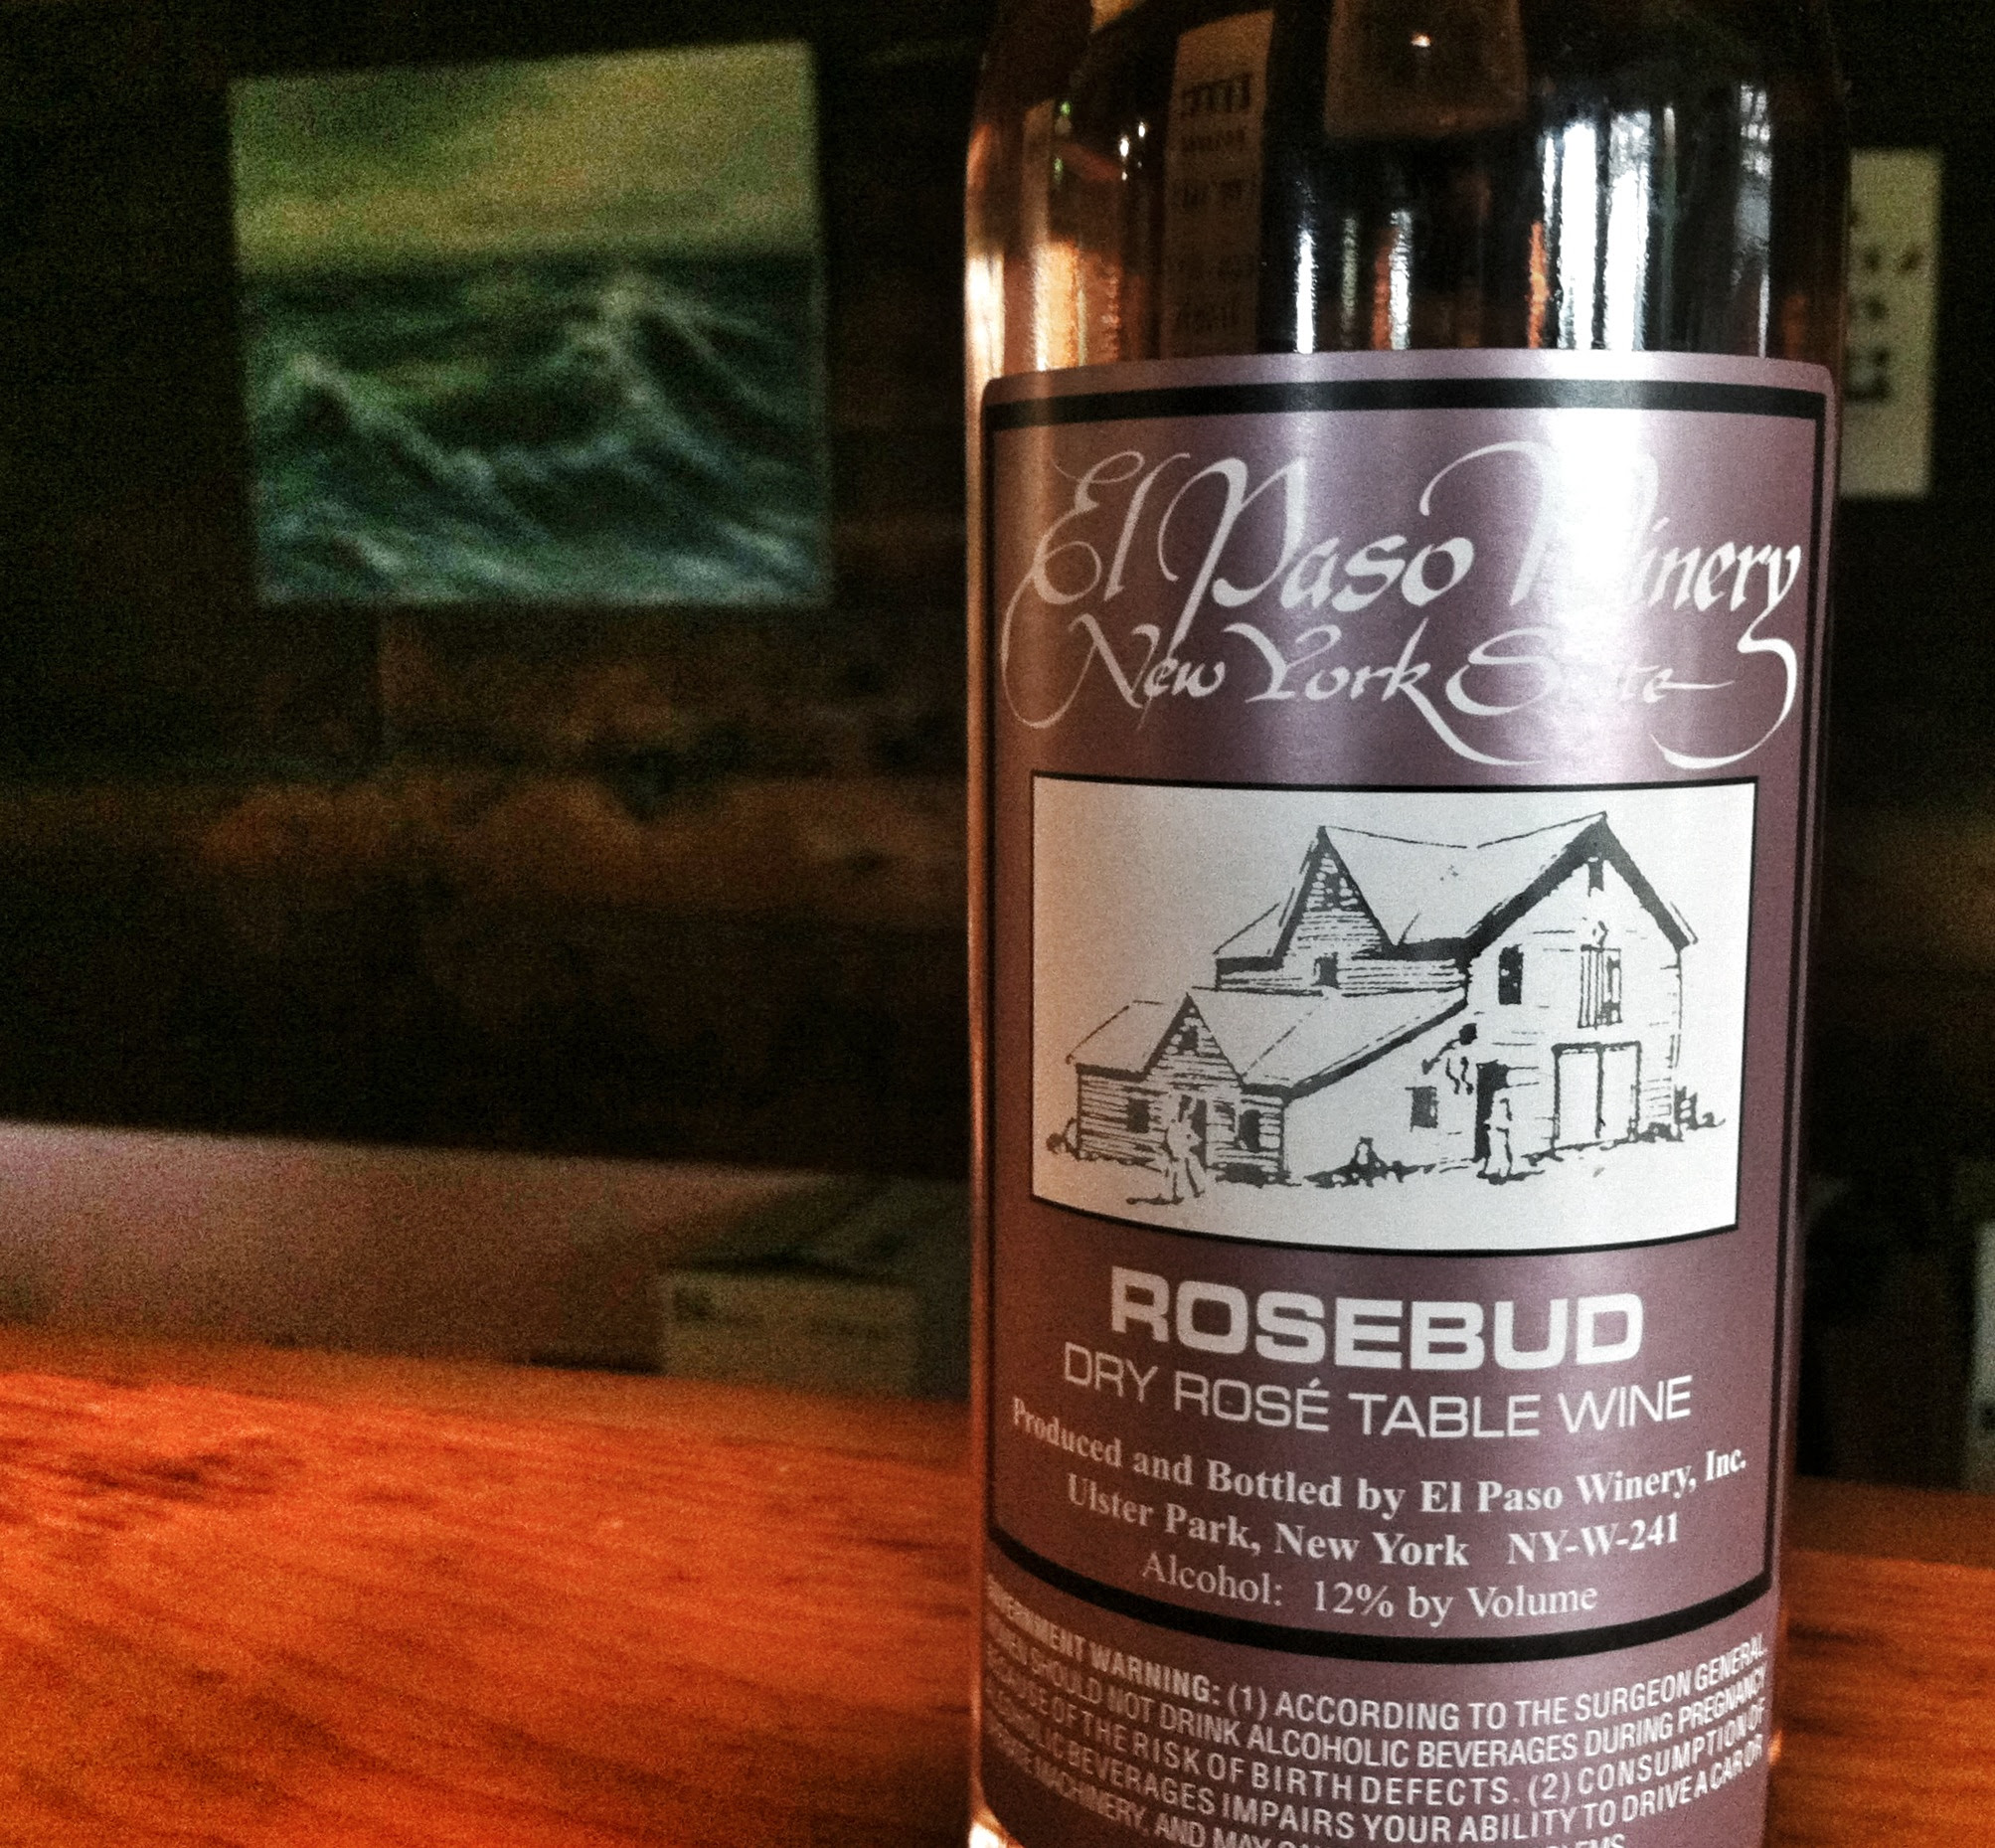 El Paso Winery
New York State
ROSEBUD
DRY ROSÉ TABLE WINE
Produced and Bottled by El Paso Winery, Inc.
Ulster Park, New York NY-W-241
Alcohol: 12% by Volume
GOVERNMENT WARNING: (1) ACCORDING TO THE SURGEON GENERAL,
WOMEN SHOULD NOT DRINK ALCOHOLIC BEVERAGES DURING PREGNANCY
BECAUSE OF THE RISK OF BIRTH DEFECTS. (2) CONSUMPTION OF
ALCOHOLIC BEVERAGES IMPAIRS YOUR ABILITY TO DRIVE A CAR OR
OPERATE MACHINERY, AND MAY